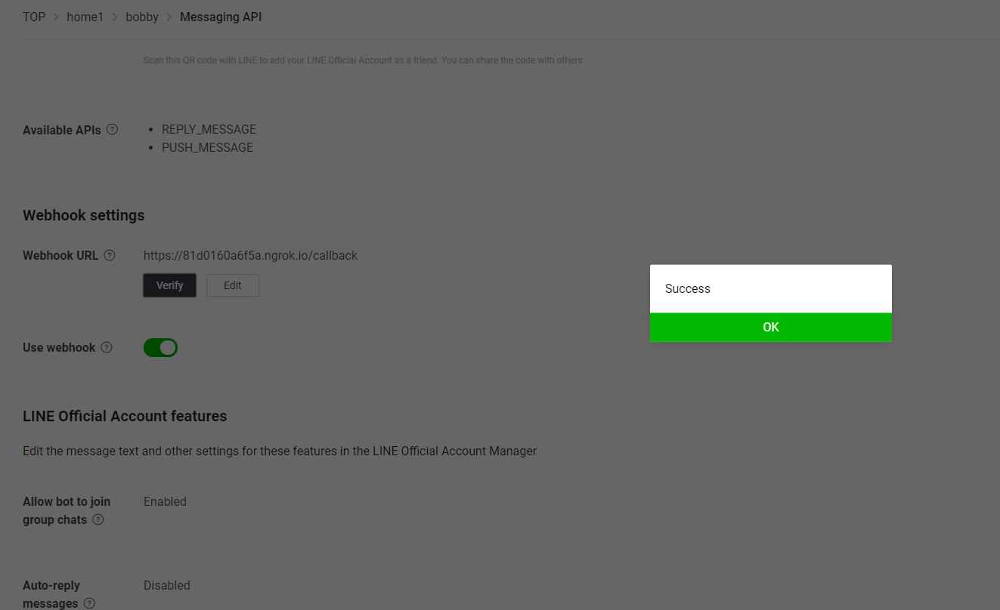 TOP > home1 > bobby > Messaging API
Scan this QR code with LINE to add your LINE Official Account as a friend. You can share the code with others.
Available APIs ?
• REPLY_MESSAGE
• PUSH_MESSAGE
Webhook settings
Webhook URL ? https://81d0160a6f5a.ngrok.io/callback
Verify Edit
Success
OK
Use webhook ?
LINE Official Account features
Edit the message text and other settings for these features in the LINE Official Account Manager
Allow bot to join Enabled
group chats ?
Auto-reply Disabled
messages ?